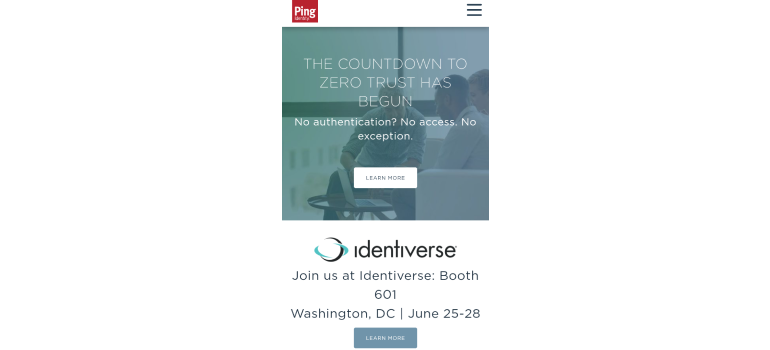 Ping
Identity
THE COUNTDOWN TO
ZERO TRUST HAS
BEGUN
No authentication? No access. No
exception.
LEARN MORE
identiverse
Join us at Identiverse: Booth
601
Washington, DC | June 25-28
LEARN MORE